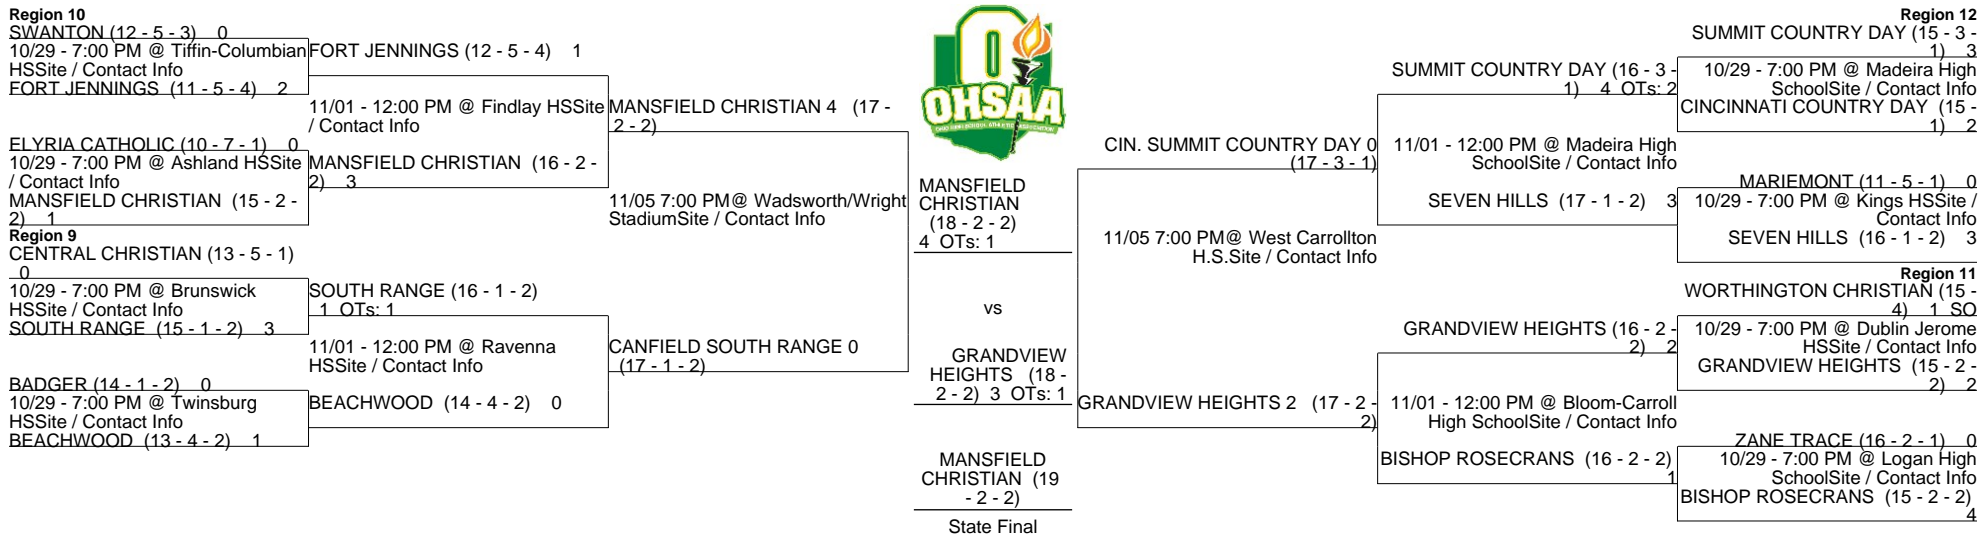 Region 10
SWANTON (12 - 5 - 3) 0
10/29 - 7:00 PM @ Tiffin-Columbian
HSSite / Contact Info
FORT JENNINGS (11 - 5 - 4) 2
ELYRIA CATHOLIC (10 - 7 - 1) 0
10/29 - 7:00 PM @ Ashland HSSite
/ Contact Info
MANSFIELD CHRISTIAN (15 - 2 -
2) 1
Region 9
CENTRAL CHRISTIAN (13 - 5 - 1)
0
10/29 - 7:00 PM @ Brunswick
HSSite / Contact Info
SOUTH RANGE (15 - 1 - 2) 3
BADGER (14 - 1 - 2) 0
10/29 - 7:00 PM @ Twinsburg
HSSite / Contact Info
BEACHWOOD (13 - 4 - 2) 1
FORT JENNINGS (12 - 5 - 4) 1
11/01 - 12:00 PM @ Findlay HSSite
/ Contact Info
MANSFIELD CHRISTIAN (16 - 2 -
2) 3
SOUTH RANGE (16 - 1 - 2)
1 OTs: 1
11/01 - 12:00 PM @ Ravenna
HSSite / Contact Info
BEACHWOOD (14 - 4 - 2) 0
MANSFIELD CHRISTIAN 4 (17 -
2 - 2)
11/05 7:00 PM@ Wadsworth/Wright
StadiumSite / Contact Info
CANFIELD SOUTH RANGE 0
(17 - 1 - 2)
OHSAA
OHIO HIGH SCHOOL ATHLETIC ASSOCIATION
MANSFIELD
CHRISTIAN
(18 - 2 - 2)
4 OTs: 1
vs
GRANDVIEW
HEIGHTS (18 -
2 - 2) 3 OTs: 1
MANSFIELD
CHRISTIAN (19
- 2 - 2)
State Final
CIN. SUMMIT COUNTRY DAY 0
(17 - 3 - 1)
11/05 7:00 PM@ West Carrollton
H.S.Site / Contact Info
GRANDVIEW HEIGHTS 2 (17 - 2 -
2)
SUMMIT COUNTRY DAY (16 - 3 -
1) 4 OTs: 2
11/01 - 12:00 PM @ Madeira High
SchoolSite / Contact Info
SEVEN HILLS (17 - 1 - 2) 3
GRANDVIEW HEIGHTS (16 - 2 -
2) 2
11/01 - 12:00 PM @ Bloom-Carroll
High SchoolSite / Contact Info
BISHOP ROSECRANS (16 - 2 - 2)
1
Region 12
SUMMIT COUNTRY DAY (15 - 3 -
1) 3
10/29 - 7:00 PM @ Madeira High
SchoolSite / Contact Info
CINCINNATI COUNTRY DAY (15 -
1) 2
MARIEMONT (11 - 5 - 1) 0
10/29 - 7:00 PM @ Kings HSSite /
Contact Info
SEVEN HILLS (16 - 1 - 2) 3
Region 11
WORTHINGTON CHRISTIAN (15 -
4) 1 SO
10/29 - 7:00 PM @ Dublin Jerome
HSSite / Contact Info
GRANDVIEW HEIGHTS (15 - 2 -
2) 2
ZANE TRACE (16 - 2 - 1) 0
10/29 - 7:00 PM @ Logan High
SchoolSite / Contact Info
BISHOP ROSECRANS (15 - 2 - 2)
4